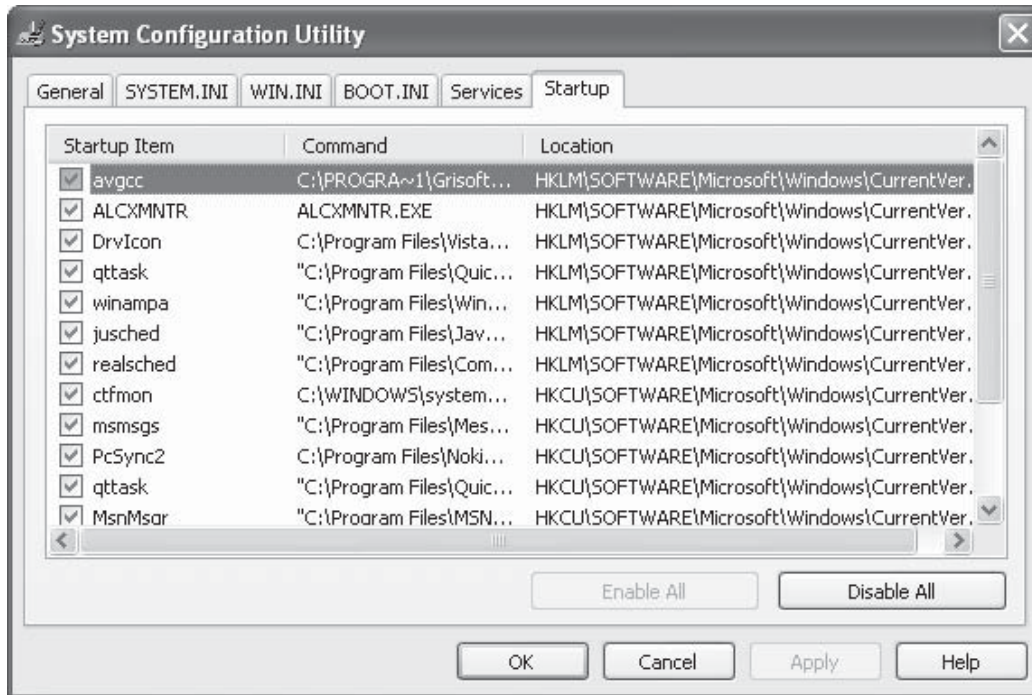 System Configuration Utility
General SYSTEM.INI WIN.INI BOOT.INI Services Startup
Startup Item Command Location
avgcc C:\PROGRA~1\Grisoft... HKLM\SOFTWARE\Microsoft\Windows\CurrentVer.
ALCXMNTR ALCXMNTR.EXE HKLM\SOFTWARE\Microsoft\Windows\CurrentVer.
DrvIcon C:\Program Files\Vista... HKLM\SOFTWARE\Microsoft\Windows\CurrentVer.
qttask "C:\Program Files\Quic... HKLM\SOFTWARE\Microsoft\Windows\CurrentVer.
winampa "C:\Program Files\Win... HKLM\SOFTWARE\Microsoft\Windows\CurrentVer.
jusched "C:\Program Files\Jav... HKLM\SOFTWARE\Microsoft\Windows\CurrentVer.
realsched "C:\Program Files\Com... HKLM\SOFTWARE\Microsoft\Windows\CurrentVer.
ctfmon C:\WINDOWS\system... HKCU\SOFTWARE\Microsoft\Windows\CurrentVer.
msmsgs "C:\Program Files\Mes... HKCU\SOFTWARE\Microsoft\Windows\CurrentVer.
PcSync2 C:\Program Files\Noki... HKCU\SOFTWARE\Microsoft\Windows\CurrentVer.
qttask "C:\Program Files\Quic... HKCU\SOFTWARE\Microsoft\Windows\CurrentVer.
MsnMsgr "C:\Program Files\MSN... HKCU\SOFTWARE\Microsoft\Windows\CurrentVer.
Enable All Disable All
OK Cancel Apply Help